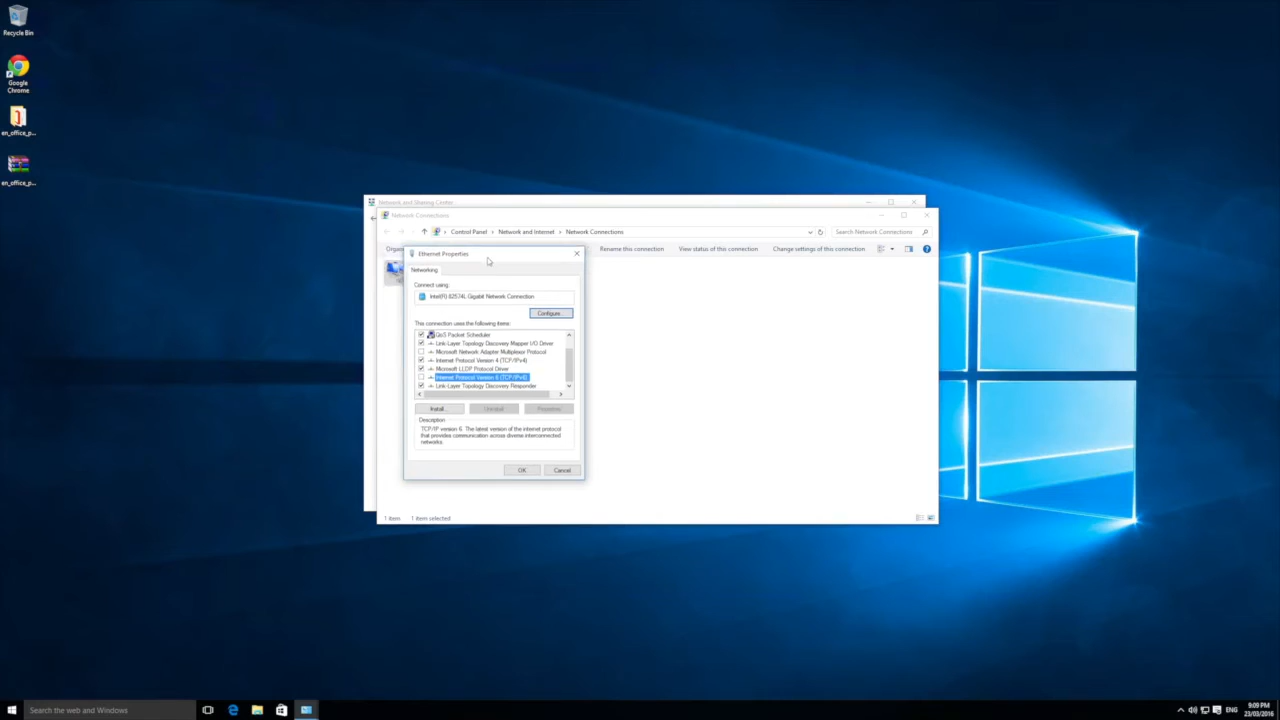 Recycle Bin
Google
Chrome
en_office_p...
en_office_p...
Network and Sharing Center
Network Connections
Control Panel > Network and Internet > Network Connections
Search Network Connections
Rename this connection
View status of this connection
Change settings of this connection
Ethernet Properties
Networking
Connect using:
Intel(R) 82574L Gigabit Network Connection
Configure...
This connection uses the following items:
QoS Packet Scheduler
Link-Layer Topology Discovery Mapper I/O Driver
Microsoft Network Adapter Multiplexor Protocol
Internet Protocol Version 4 (TCP/IPv4)
Microsoft LLDP Protocol Driver
Internet Protocol Version 6 (TCP/IPv6)
Link-Layer Topology Discovery Responder
Install...
Uninstall
Properties
Description
TCP/IP version 6. The latest version of the internet protocol
that provides communication across diverse interconnected
networks.
OK
Cancel
1 item
1 item selected
Search the web and Windows
ENG
9:09 PM
23/03/2016